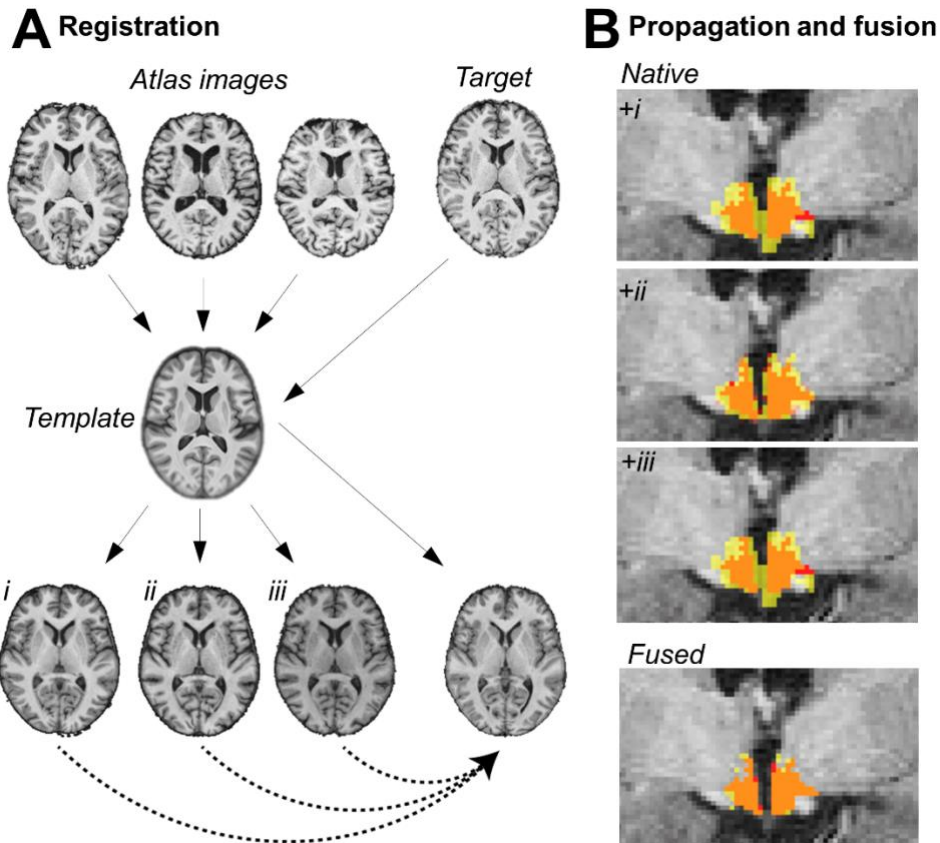 A Registration
Atlas images
Target
Template
i
ii
iii
B Propagation and fusion
Native
+i
+ii
+iii
Fused